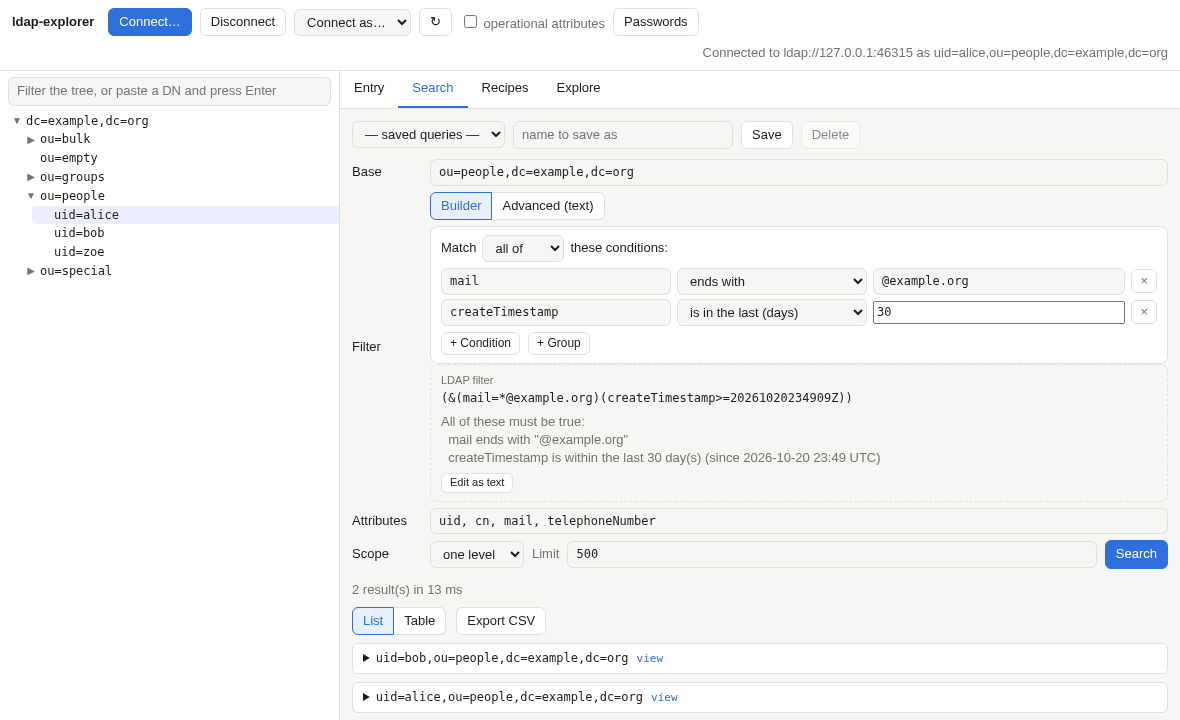 ldap-explorer Connect… Disconnect Connect as… ↻ operational attributes Passwords
Connected to ldap://127.0.0.1:46315 as uid=alice,ou=people,dc=example,dc=org
Filter the tree, or paste a DN and press Enter
▼ dc=example,dc=org
▶ ou=bulk
ou=empty
▶ ou=groups
▼ ou=people
uid=alice
uid=bob
uid=zoe
▶ ou=special
Entry Search Recipes Explore
— saved queries — name to save as Save Delete
Base ou=people,dc=example,dc=org
Builder Advanced (text)
Match all of these conditions:
mail ends with @example.org ×
createTimestamp is in the last (days) 30 ×
+ Condition + Group
Filter
LDAP filter
(&(mail=*@example.org)(createTimestamp>=20261020234909Z))
All of these must be true:
mail ends with "@example.org"
createTimestamp is within the last 30 day(s) (since 2026-10-20 23:49 UTC)
Edit as text
Attributes uid, cn, mail, telephoneNumber
Scope one level Limit 500 Search
2 result(s) in 13 ms
List Table Export CSV
▶ uid=bob,ou=people,dc=example,dc=org view
▶ uid=alice,ou=people,dc=example,dc=org view